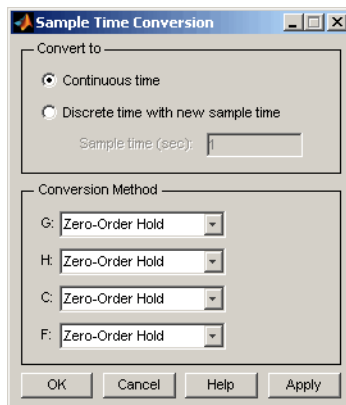 Sample Time Conversion
Convert to
Continuous time
Discrete time with new sample time
Sample time (sec): 1
Conversion Method
G: Zero-Order Hold
H: Zero-Order Hold
C: Zero-Order Hold
F: Zero-Order Hold
OK Cancel Help Apply